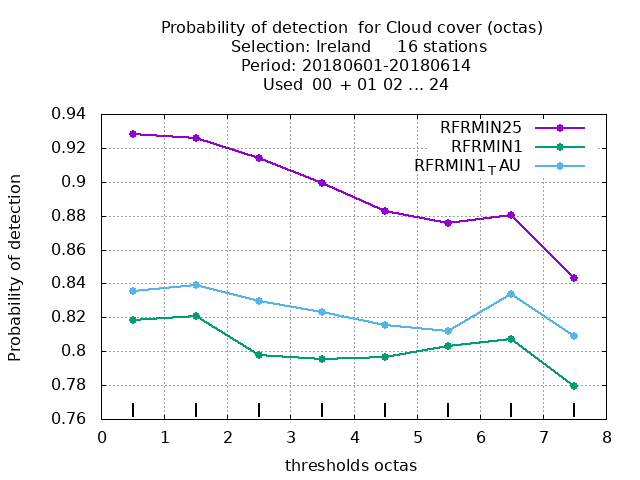 Probability of detection  for Cloud cover (octas)
Selection: Ireland     16 stations
Period: 20180601-20180614
Used  00  + 01 02 ... 24
RFRMIN25
RFRMIN1
RFRMIN1TAU
Probability of detection
0.94
0.92
0.9
0.88
0.86
0.84
0.82
0.8
0.78
0.76
0 1 2 3 4 5 6 7 8
thresholds octas